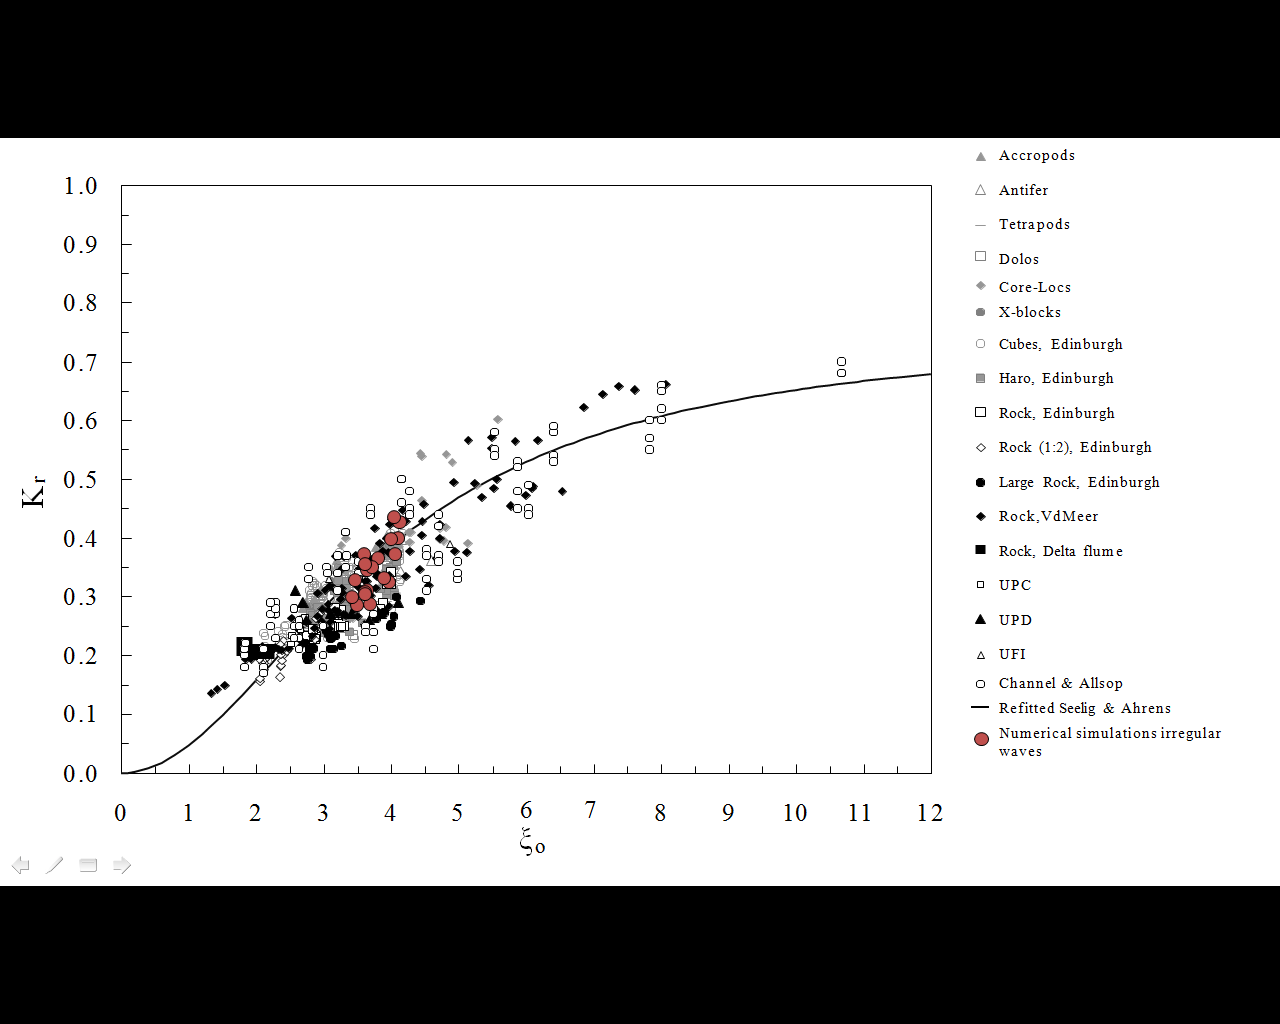 Accropods
Antifer
Tetrapods
Dolos
Core-Locs
X-blocks
Cubes, Edinburgh
Haro, Edinburgh
Rock, Edinburgh
Rock (1:2), Edinburgh
Large Rock, Edinburgh
Rock,VdMeer
Rock, Delta flume
UPC
UPD
UFI
Channel & Allsop
Refitted Seelig & Ahrens
Numerical simulations irregular
waves
1.0
0.9
0.8
0.7
0.6
0.5
0.4
0.3
0.2
0.1
0.0
Kr
0 1 2 3 4 5 6 7 8 9 10 11 12
ξo